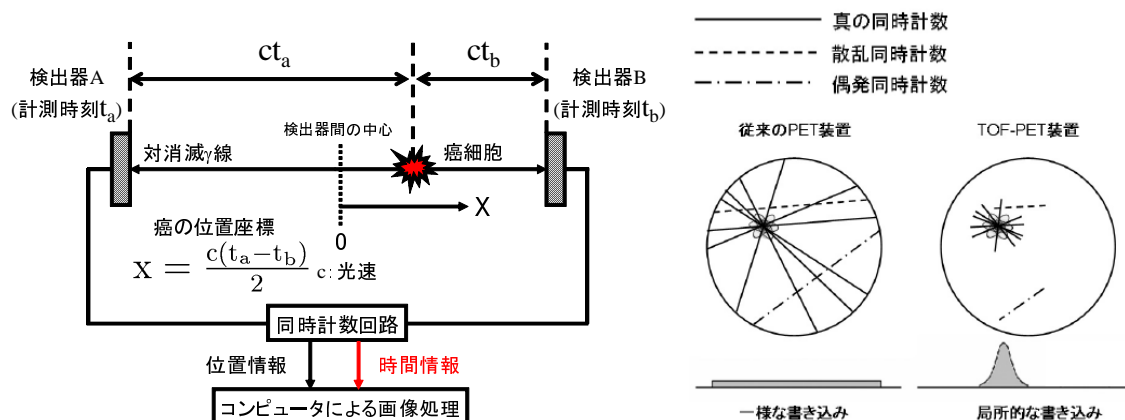 ct_a
ct_b
検出器A
(計測時刻t_a)
検出器B
(計測時刻t_b)
検出器間の中心
対消滅γ線
癌細胞
X
0
癌の位置座標
x = c(t_a−t_b)/2 c:光速
同時計数回路
位置情報
時間情報
コンピュータによる画像処理
真の同時計数
散乱同時計数
偶発同時計数
従来のPET装置
TOF-PET装置
一様な書き込み
局所的な書き込み